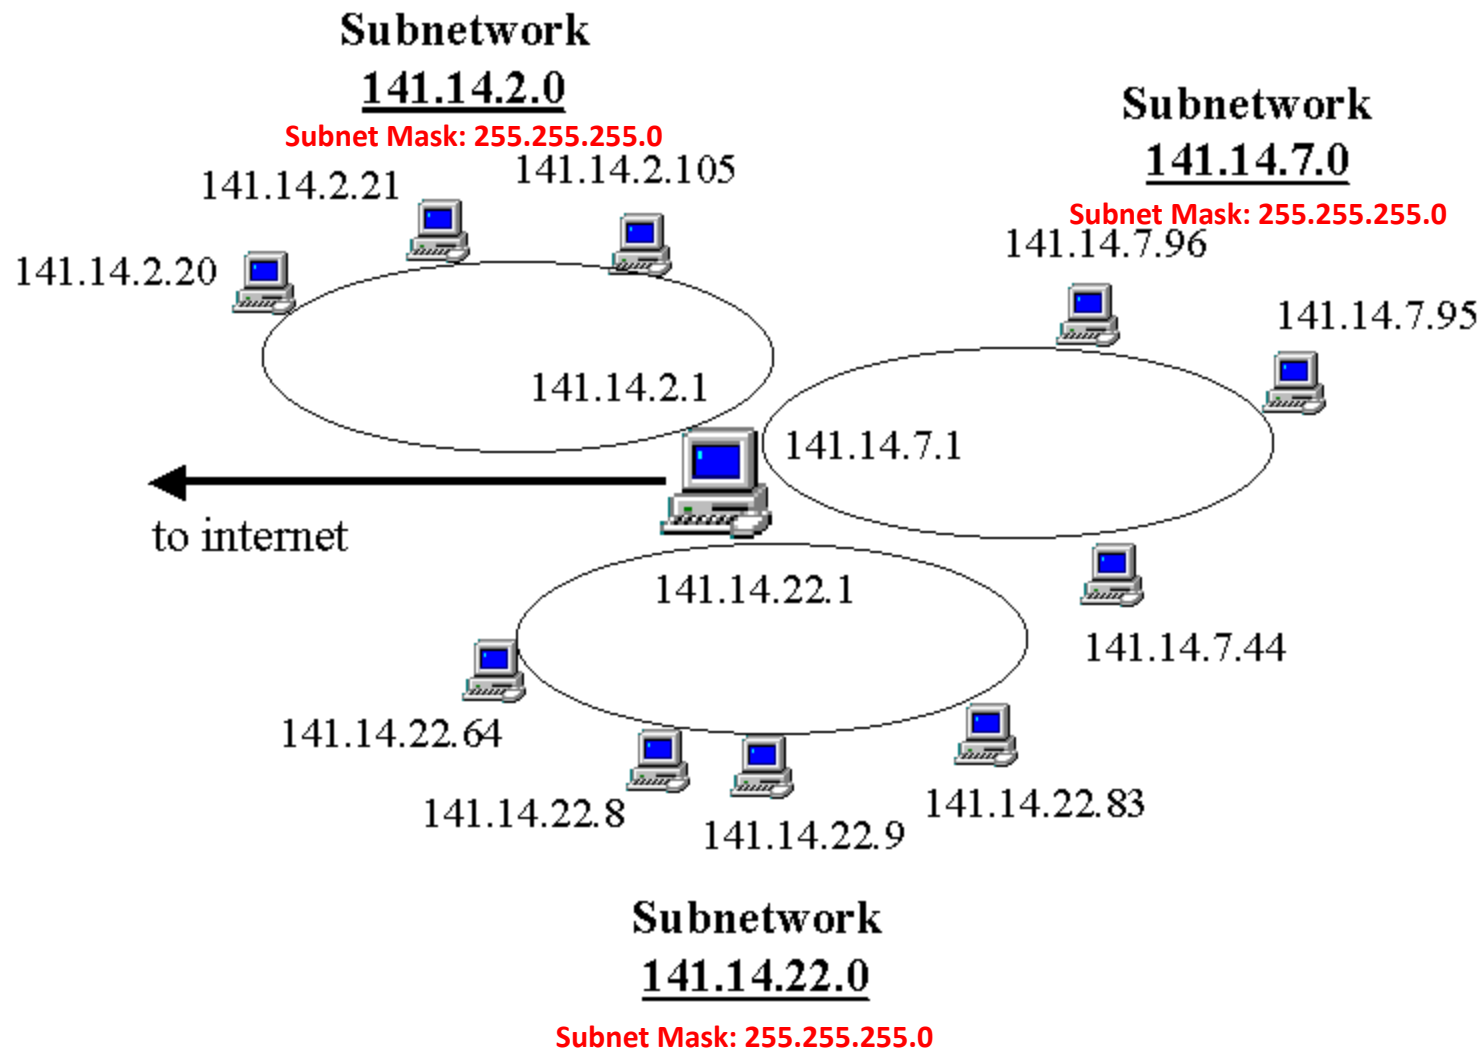 Subnetwork
141.14.2.0
Subnet Mask: 255.255.255.0
141.14.2.21
141.14.2.105
141.14.2.20
141.14.2.1
Subnetwork
141.14.7.0
Subnet Mask: 255.255.255.0
141.14.7.96
141.14.7.95
141.14.7.1
141.14.7.44
to internet
141.14.22.1
141.14.22.64
141.14.22.8
141.14.22.9
141.14.22.83
Subnetwork
141.14.22.0
Subnet Mask: 255.255.255.0